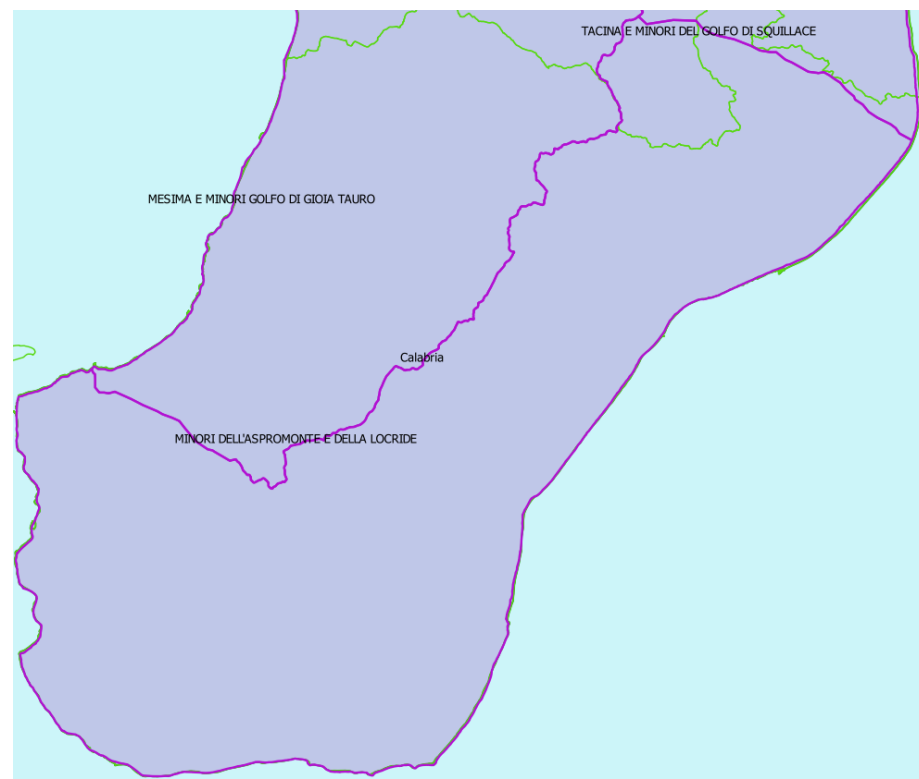 TACINA E MINORI DEL GOLFO DI SQUILLACE
MESIMA E MINORI GOLFO DI GIOIA TAURO
Calabria
MINORI DELL'ASPROMONTE E DELLA LOCRIDE